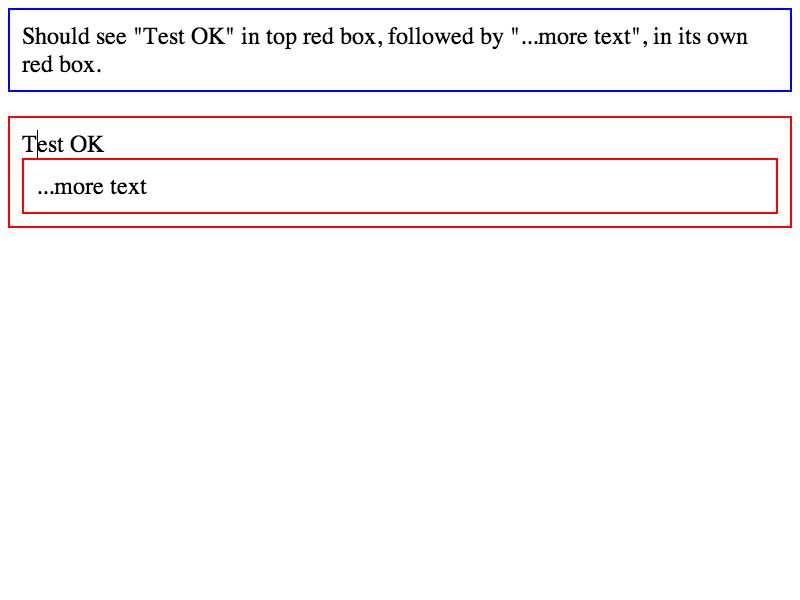 Should see "Test OK" in top red box, followed by "...more text", in its own
red box.
Test OK
...more text